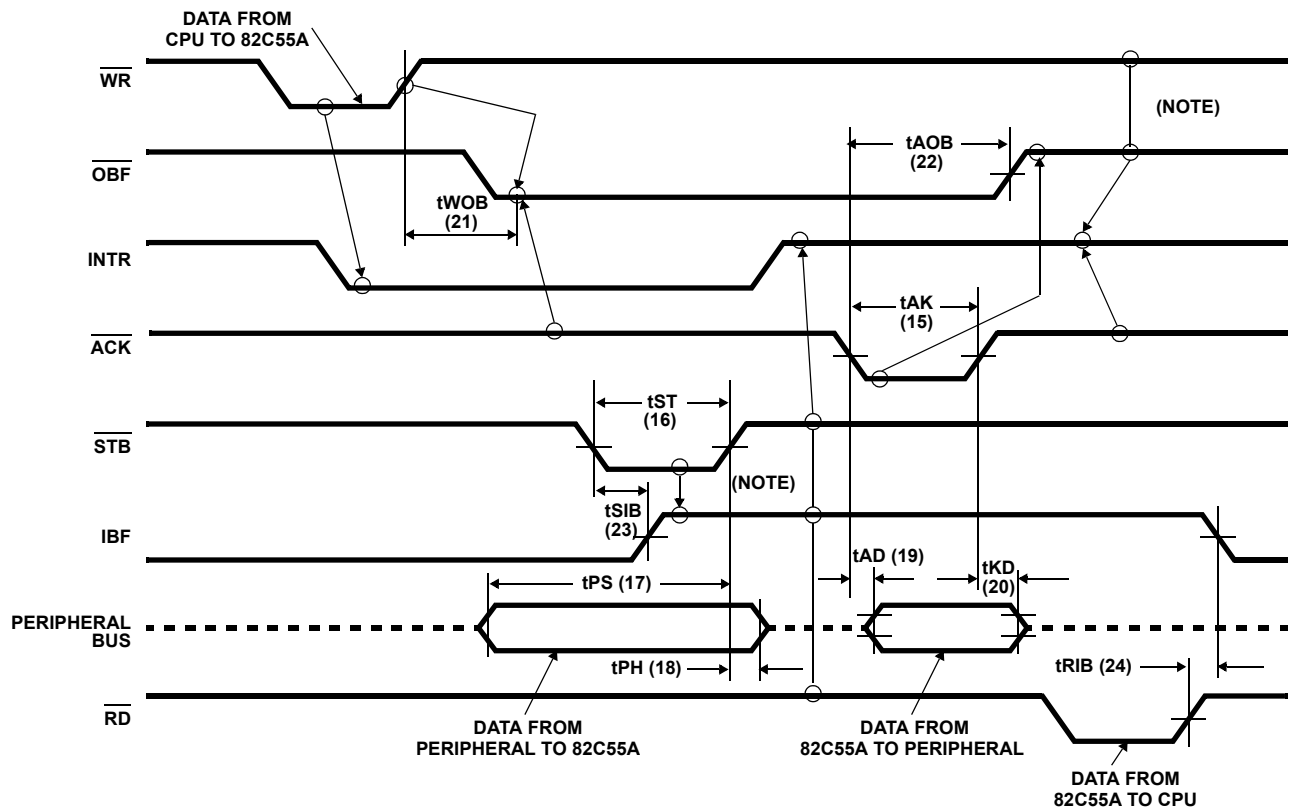 DATA FROM
CPU TO 82C55A
WR
(NOTE)
tAOB
(22)
OBF
tWOB
(21)
INTR
tAK
(15)
ACK
tST
(16)
STB
(NOTE)
tSIB
(23)
IBF
tAD (19)
tKD
(20)
tPS (17)
PERIPHERAL
BUS
tPH (18)
tRIB (24)
RD
DATA FROM
PERIPHERAL TO 82C55A
DATA FROM
82C55A TO PERIPHERAL
DATA FROM
82C55A TO CPU